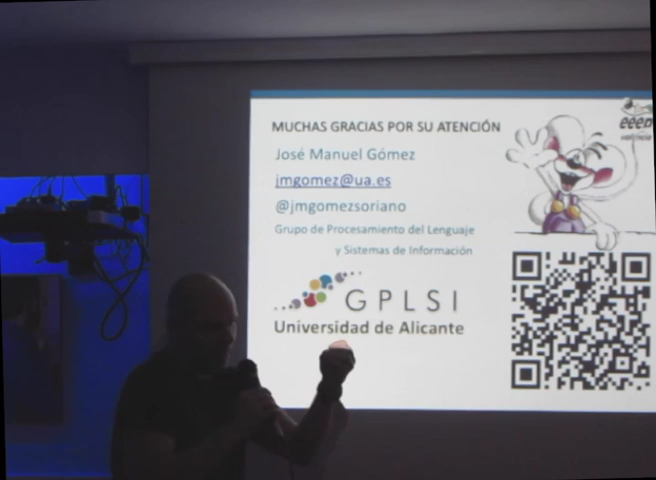 MUCHAS GRACIAS POR SU ATENCIÓN
José Manuel Gómez
jmgomez@ua.es
@jmgomezsoriano
Grupo de Procesamiento del Lenguaje
y Sistemas de Información
GPLSI
Universidad de Alicante